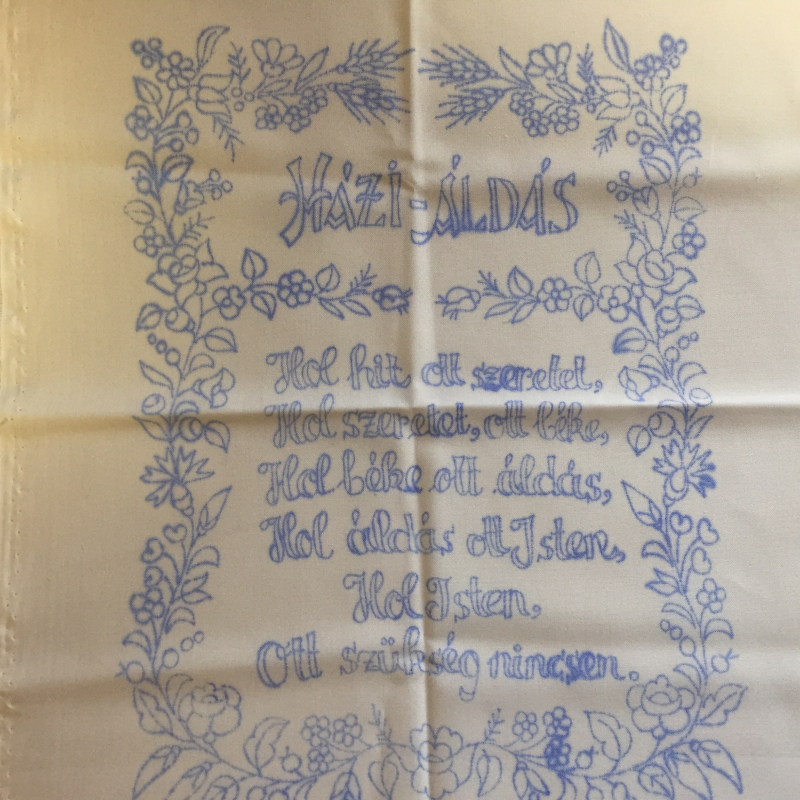 HÁZI-ÁLDÁS
Hol hit ott szeretet,
Hol szeretet, ott béke,
Hol béke ott áldás,
Hol áldás ott Isten,
Hol Isten,
Ott szükség nincsen.